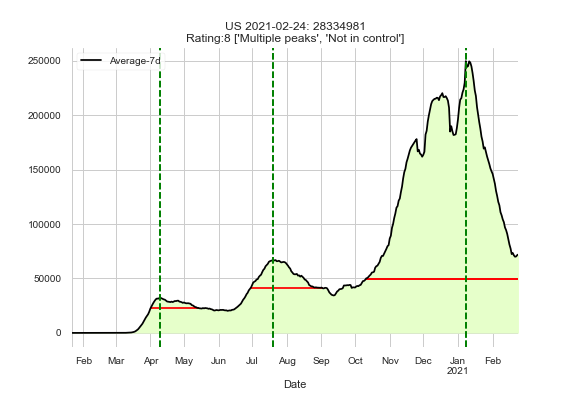 US 2021-02-24: 28334981
Rating:8 ['Multiple peaks', 'Not in control']
Average-7d
250000
200000
150000
100000
50000
0
Feb Mar Apr May Jun Jul Aug Sep Oct Nov Dec Jan Feb
2021
Date